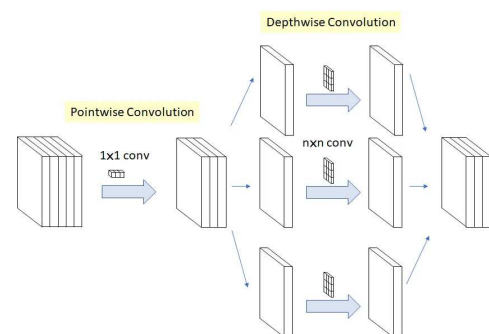 Depthwise Convolution
Pointwise Convolution
1x1 conv
nxn conv